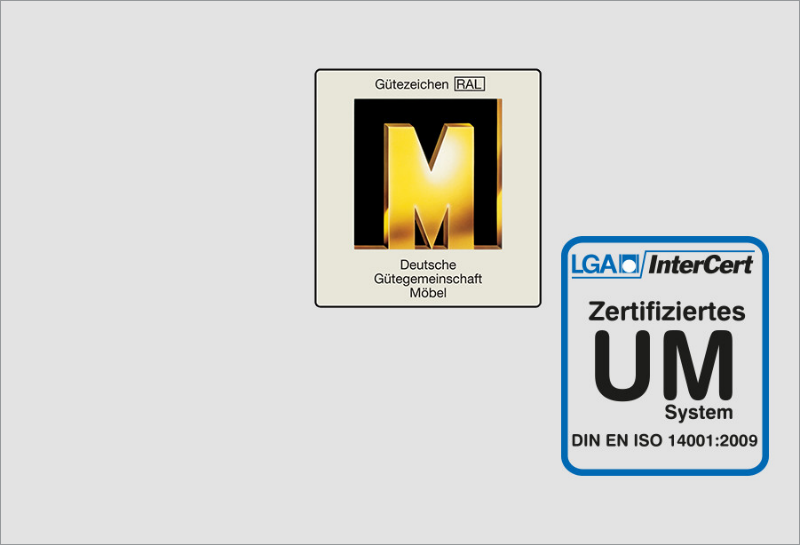 Gütezeichen RAL
M
Deutsche
Gütegemeinschaft
Möbel
LGA InterCert
Zertifiziertes
UM
System
DIN EN ISO 14001:2009